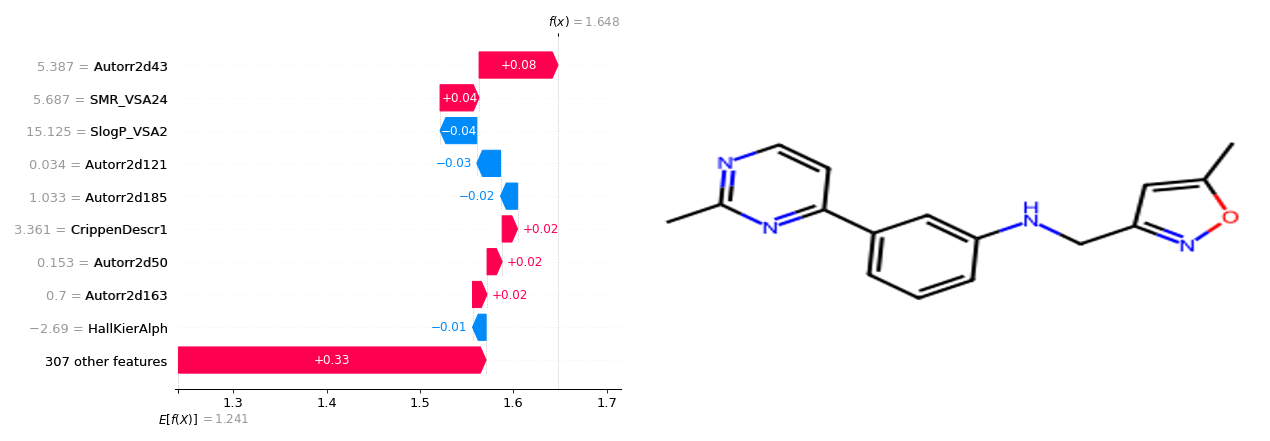 f(x) = 1.648
5.387 = Autorr2d43
+0.08
5.687 = SMR_VSA24
+0.04
15.125 = SlogP_VSA2
−0.04
0.034 = Autorr2d121
−0.03
1.033 = Autorr2d185
−0.02
3.361 = CrippenDescr1
+0.02
0.153 = Autorr2d50
+0.02
0.7 = Autorr2d163
+0.02
−2.69 = HallKierAlph
−0.01
307 other features
+0.33
1.3 1.4 1.5 1.6 1.7
E[f(X)] = 1.241
N
N
H
N
N
O